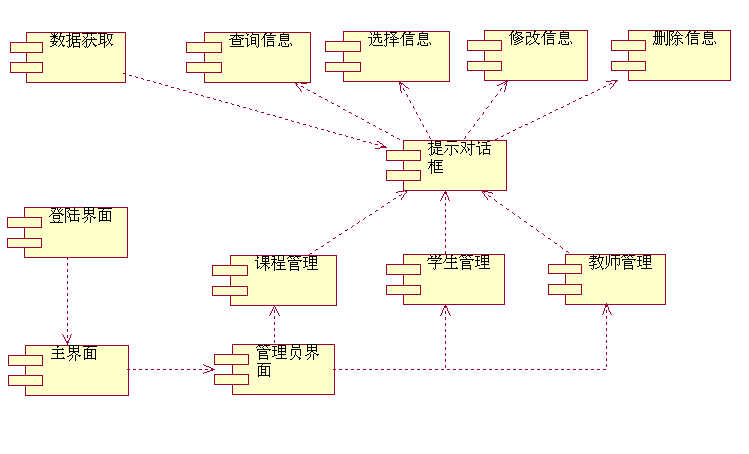 数据获取
查询信息
选择信息
修改信息
删除信息
提示对话
框
登陆界面
课程管理
学生管理
教师管理
主界面
管理员界
面